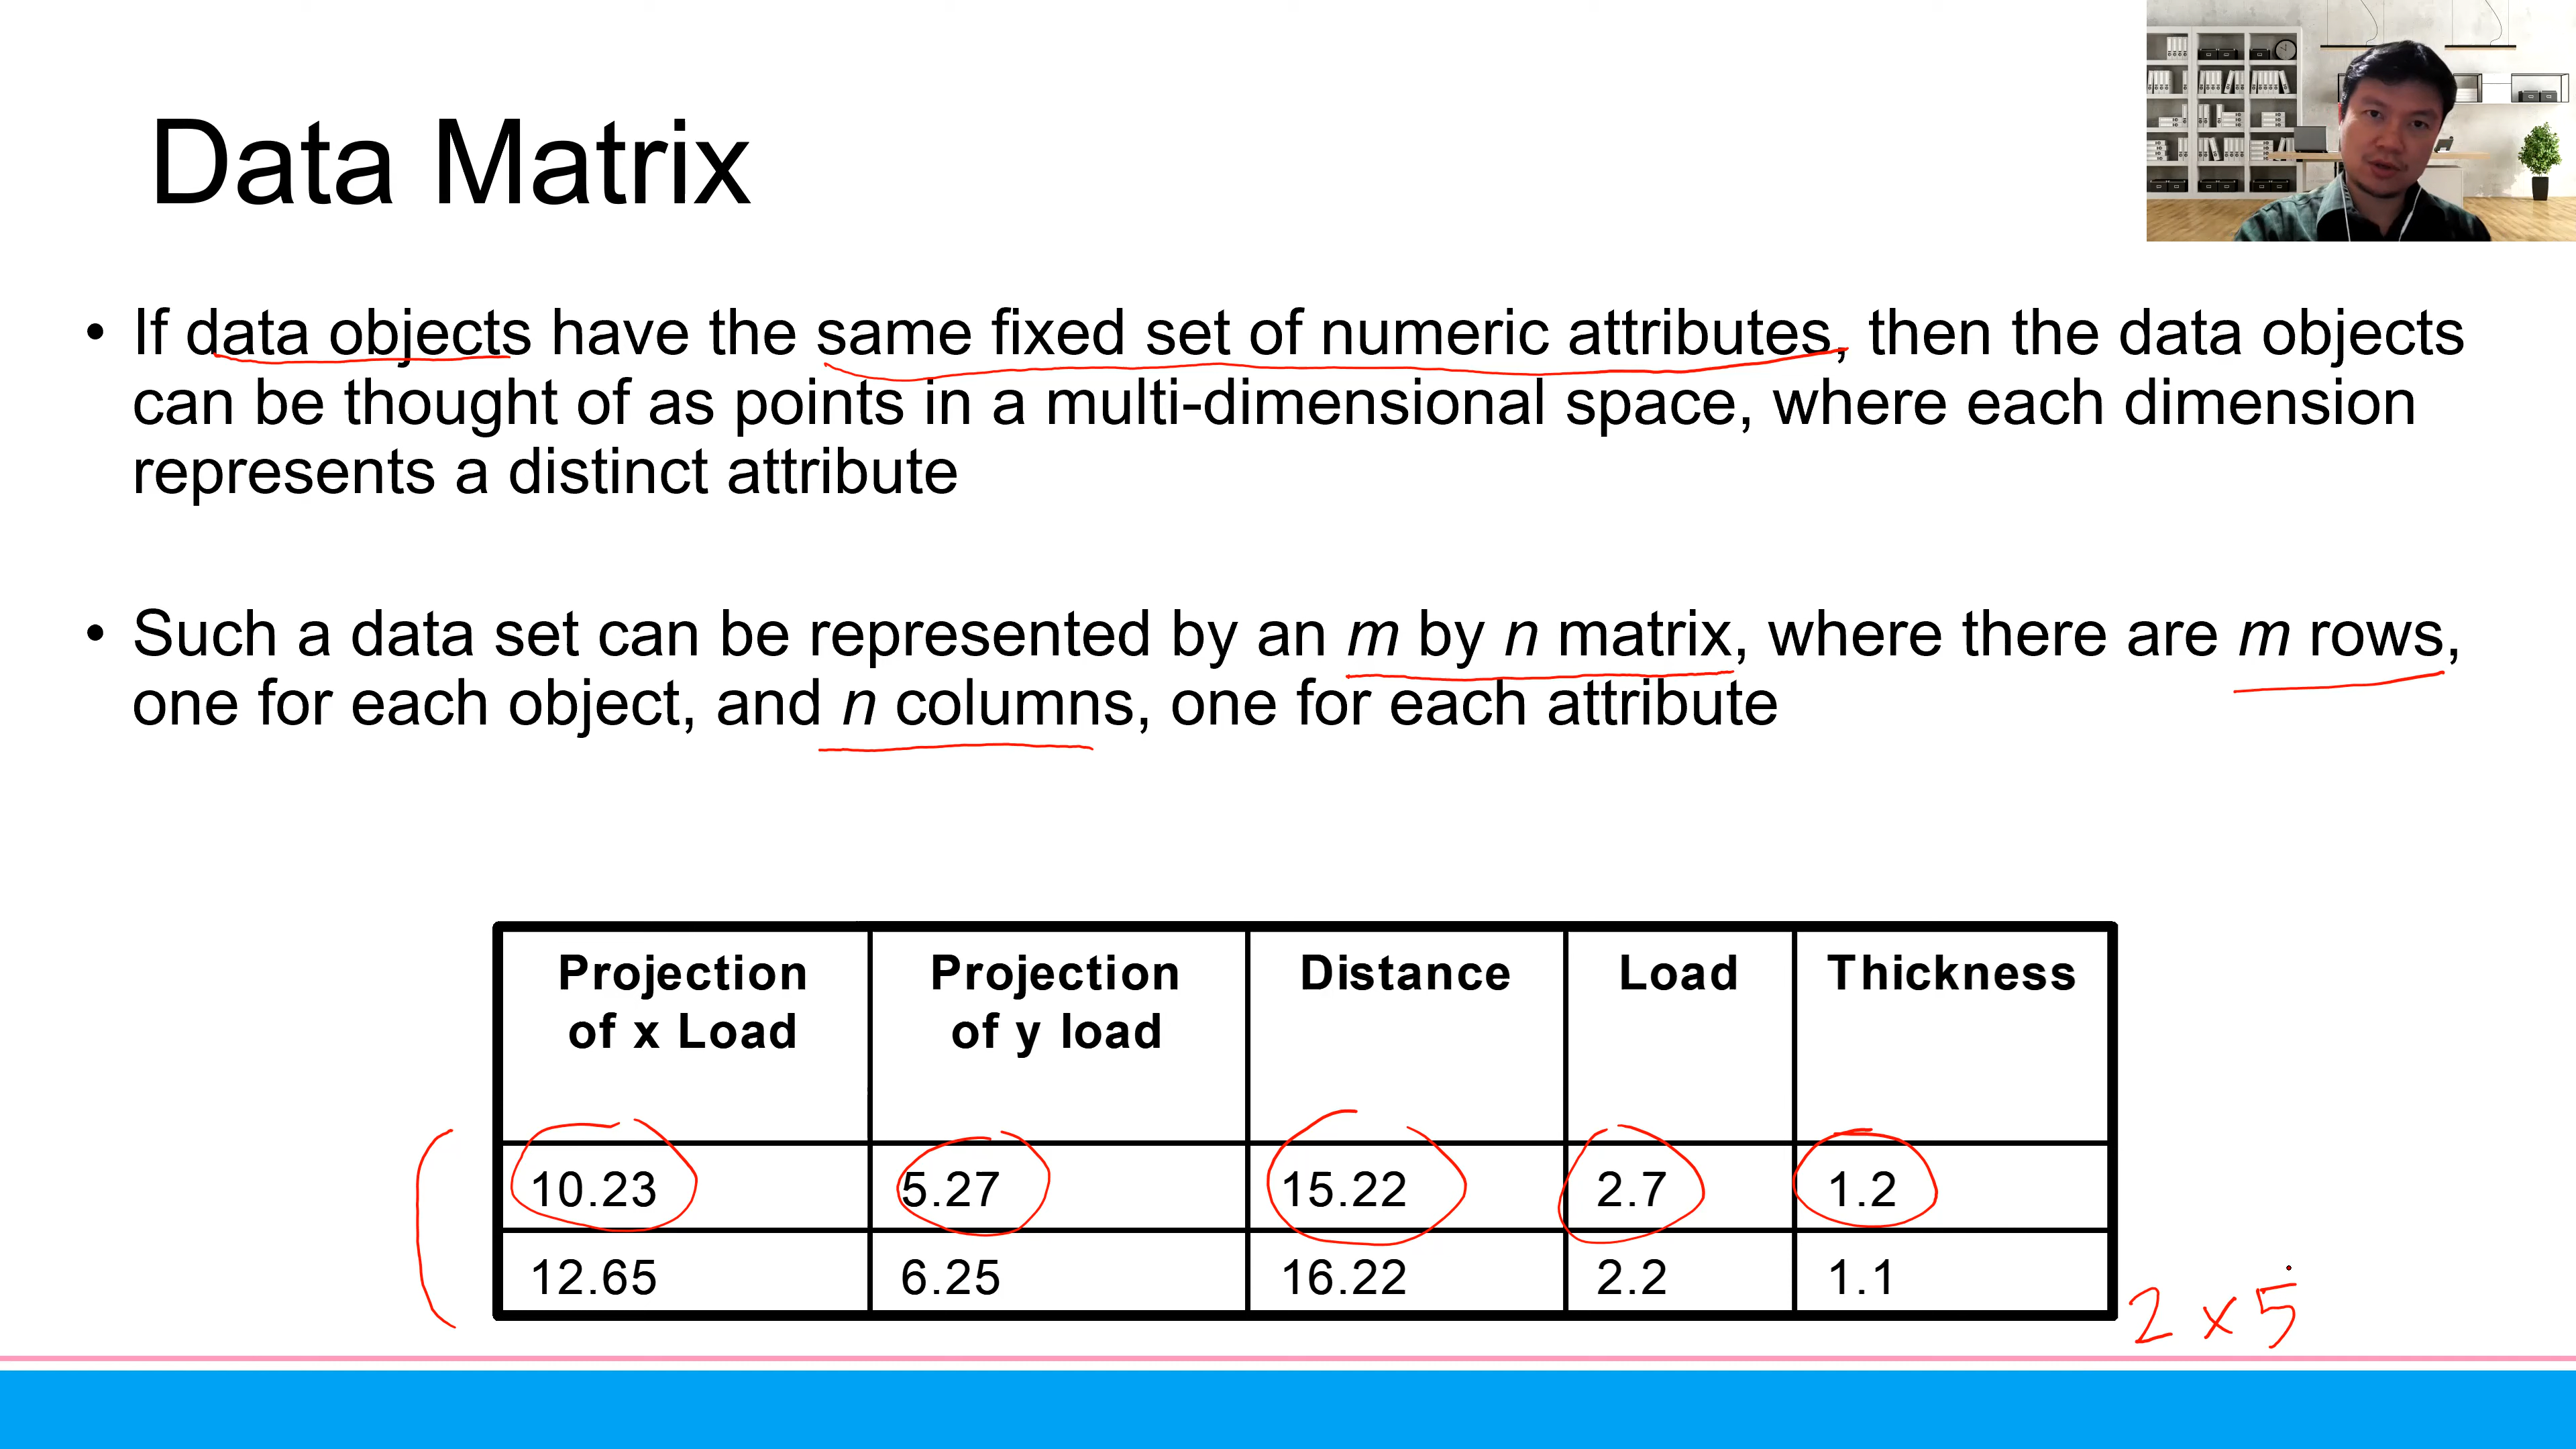 Data Matrix
• If data objects have the same fixed set of numeric attributes, then the data objects
can be thought of as points in a multi-dimensional space, where each dimension
represents a distinct attribute
• Such a data set can be represented by an m by n matrix, where there are m rows,
one for each object, and n columns, one for each attribute
Projection of x Load Projection of y load Distance Load Thickness
10.23 5.27 15.22 2.7 1.2
12.65 6.25 16.22 2.2 1.1
2 x 5